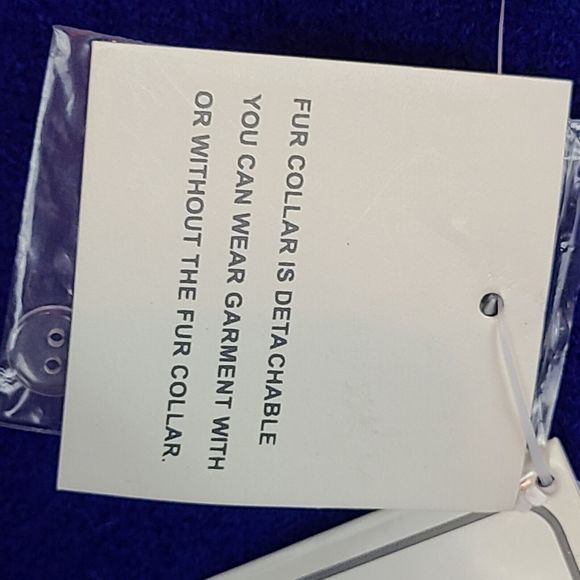 FUR COLLAR IS DETACHABLE
YOU CAN WEAR GARMENT WITH
OR WITHOUT THE FUR COLLAR.